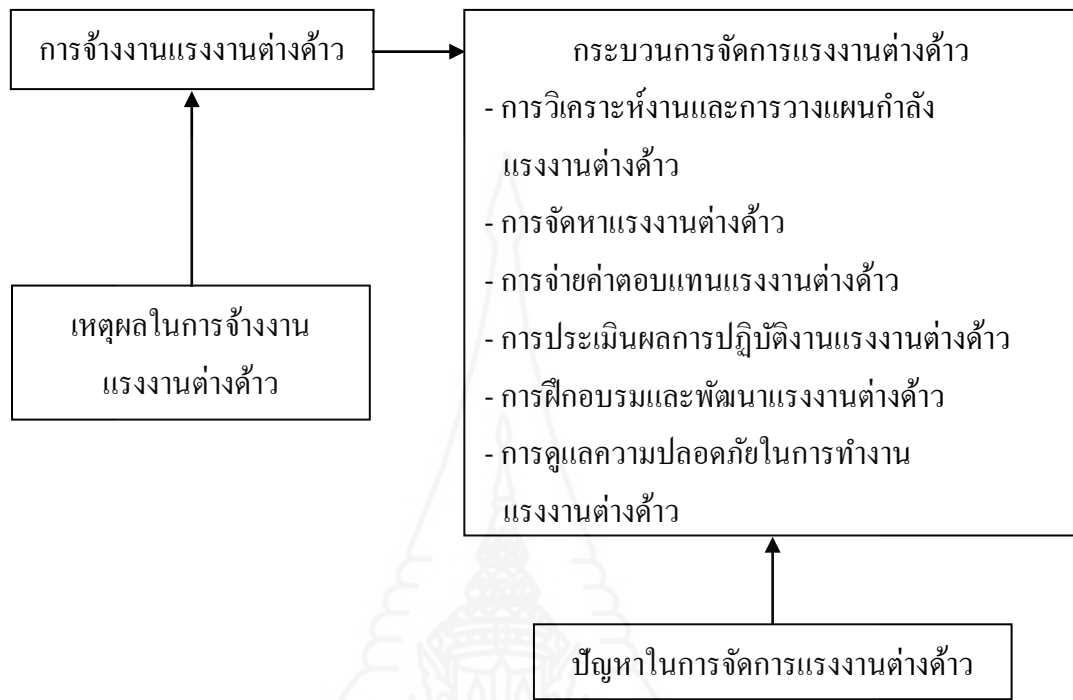 การจ้างงานแรงงานต่างด้าว
เหตุผลในการจ้างงาน
แรงงานต่างด้าว
กระบวนการจัดการแรงงานต่างด้าว
- การวิเคราะห์งานและการวางแผนกำลัง
แรงงานต่างด้าว
- การจัดหาแรงงานต่างด้าว
- การจ่ายค่าตอบแทนแรงงานต่างด้าว
- การประเมินผลการปฏิบัติงานแรงงานต่างด้าว
- การฝึกอบรมและพัฒนาแรงงานต่างด้าว
- การดูแลความปลอดภัยในการทำงาน
แรงงานต่างด้าว
ปัญหาในการจัดการแรงงานต่างด้าว